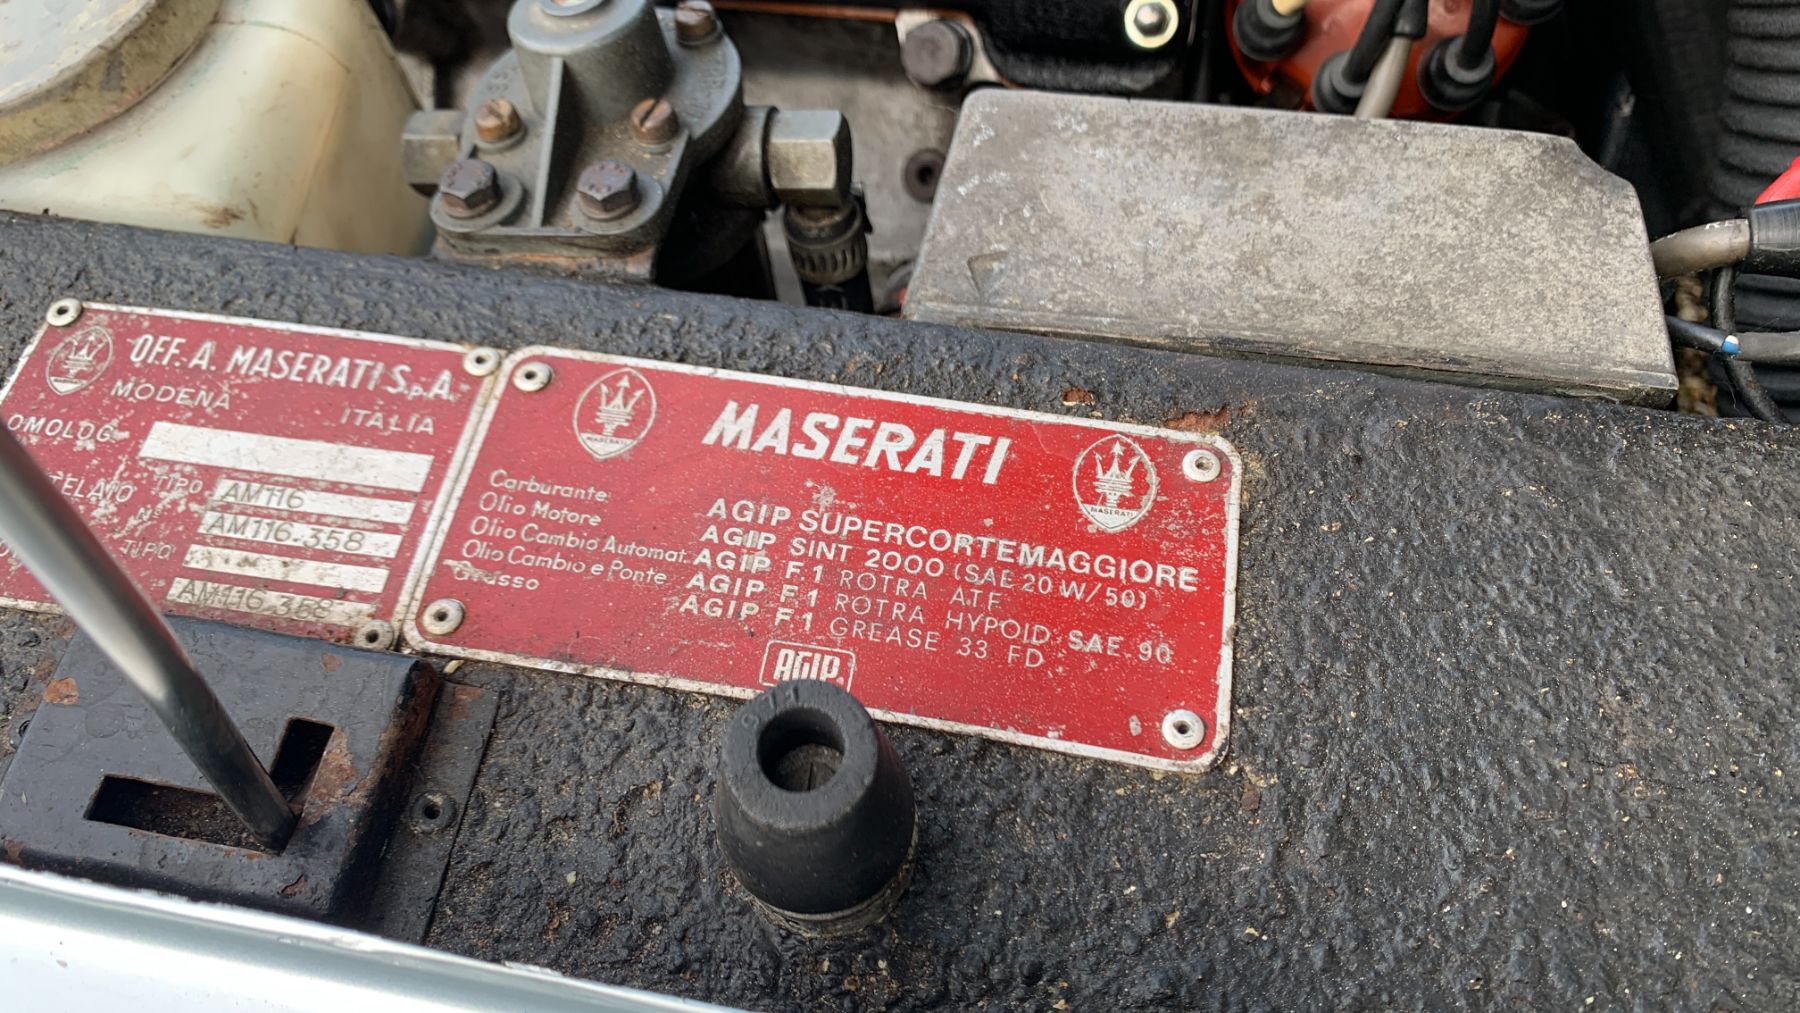 OFF. A. MASERATI S.p.A.
MODENA ITALIA
OMOLOG.
TELAIO TIPO AM116
N. AM116.358
TIPO
AM116.358
MASERATI
MASERATI
MASERATI
Carburante AGIP SUPERCORTEMAGGIORE
Olio Motore AGIP SINT 2000 (SAE 20 W/50)
Olio Cambio Automat. AGIP F.1 ROTRA A.T.F.
Olio Cambio e Ponte AGIP F.1 ROTRA HYPOID SAE 90
Grasso AGIP F.1 GREASE 33 FD
AGIP.